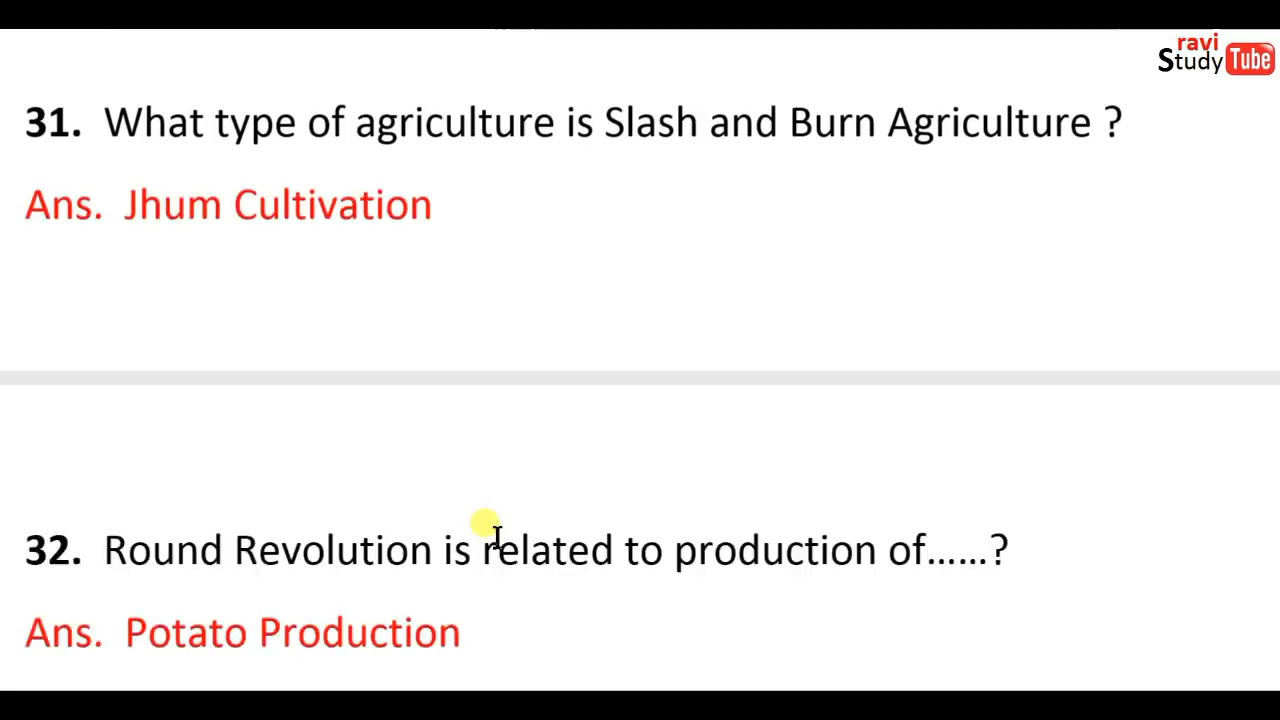 ravi
Study Tube
31. What type of agriculture is Slash and Burn Agriculture ?
Ans. Jhum Cultivation
32. Round Revolution is related to production of……?
Ans. Potato Production